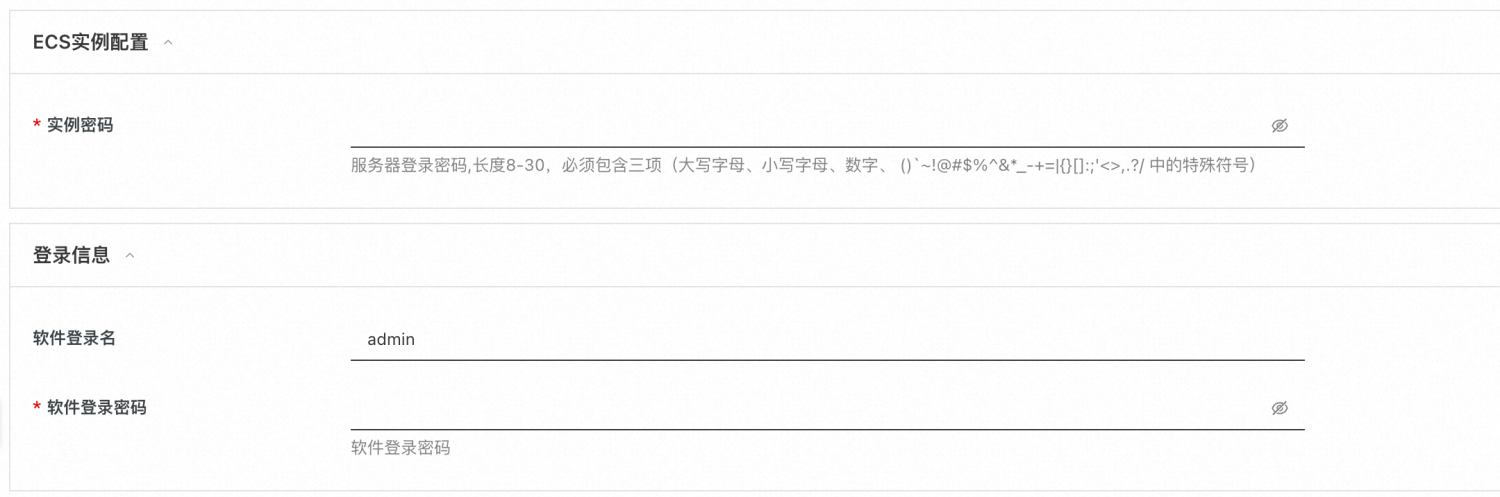 ECS实例配置
* 实例密码
服务器登录密码,长度8-30，必须包含三项（大写字母、小写字母、数字、 ()`~!@#$%^&*_-+=|{}[]:;'<>,.?/ 中的特殊符号）
登录信息
软件登录名
admin
* 软件登录密码
软件登录密码